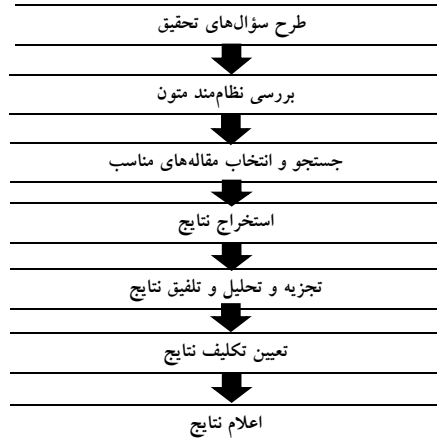 طرح سؤال‌های تحقیق
بررسی نظام‌مند متون
جستجو و انتخاب مقاله‌های مناسب
استخراج نتایج
تجزیه و تحلیل و تلفیق نتایج
تعیین تکلیف نتایج
اعلام نتایج